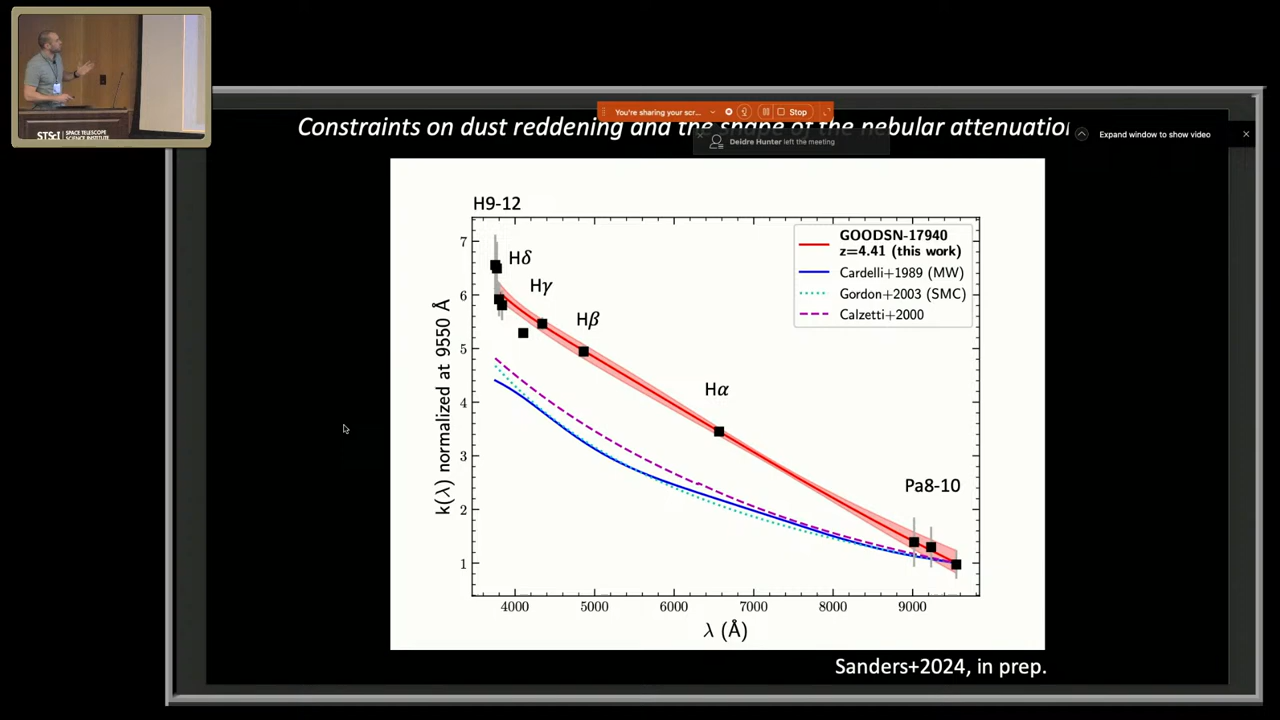 STScI SPACE TELESCOPE
SCIENCE INSTITUTE
You're sharing your scr...
Stop
Constraints on dust reddening and the shape of the nebular attenuation
Deidre Hunter left the meeting
Expand window to show video
H9-12
Hδ
Hγ
Hβ
Hα
Pa8-10
GOODSN-17940
z=4.41 (this work)
Cardelli+1989 (MW)
Gordon+2003 (SMC)
Calzetti+2000
k(λ) normalized at 9550 Å
7
6
5
4
3
2
1
4000 5000 6000 7000 8000 9000
λ (Å)
Sanders+2024, in prep.